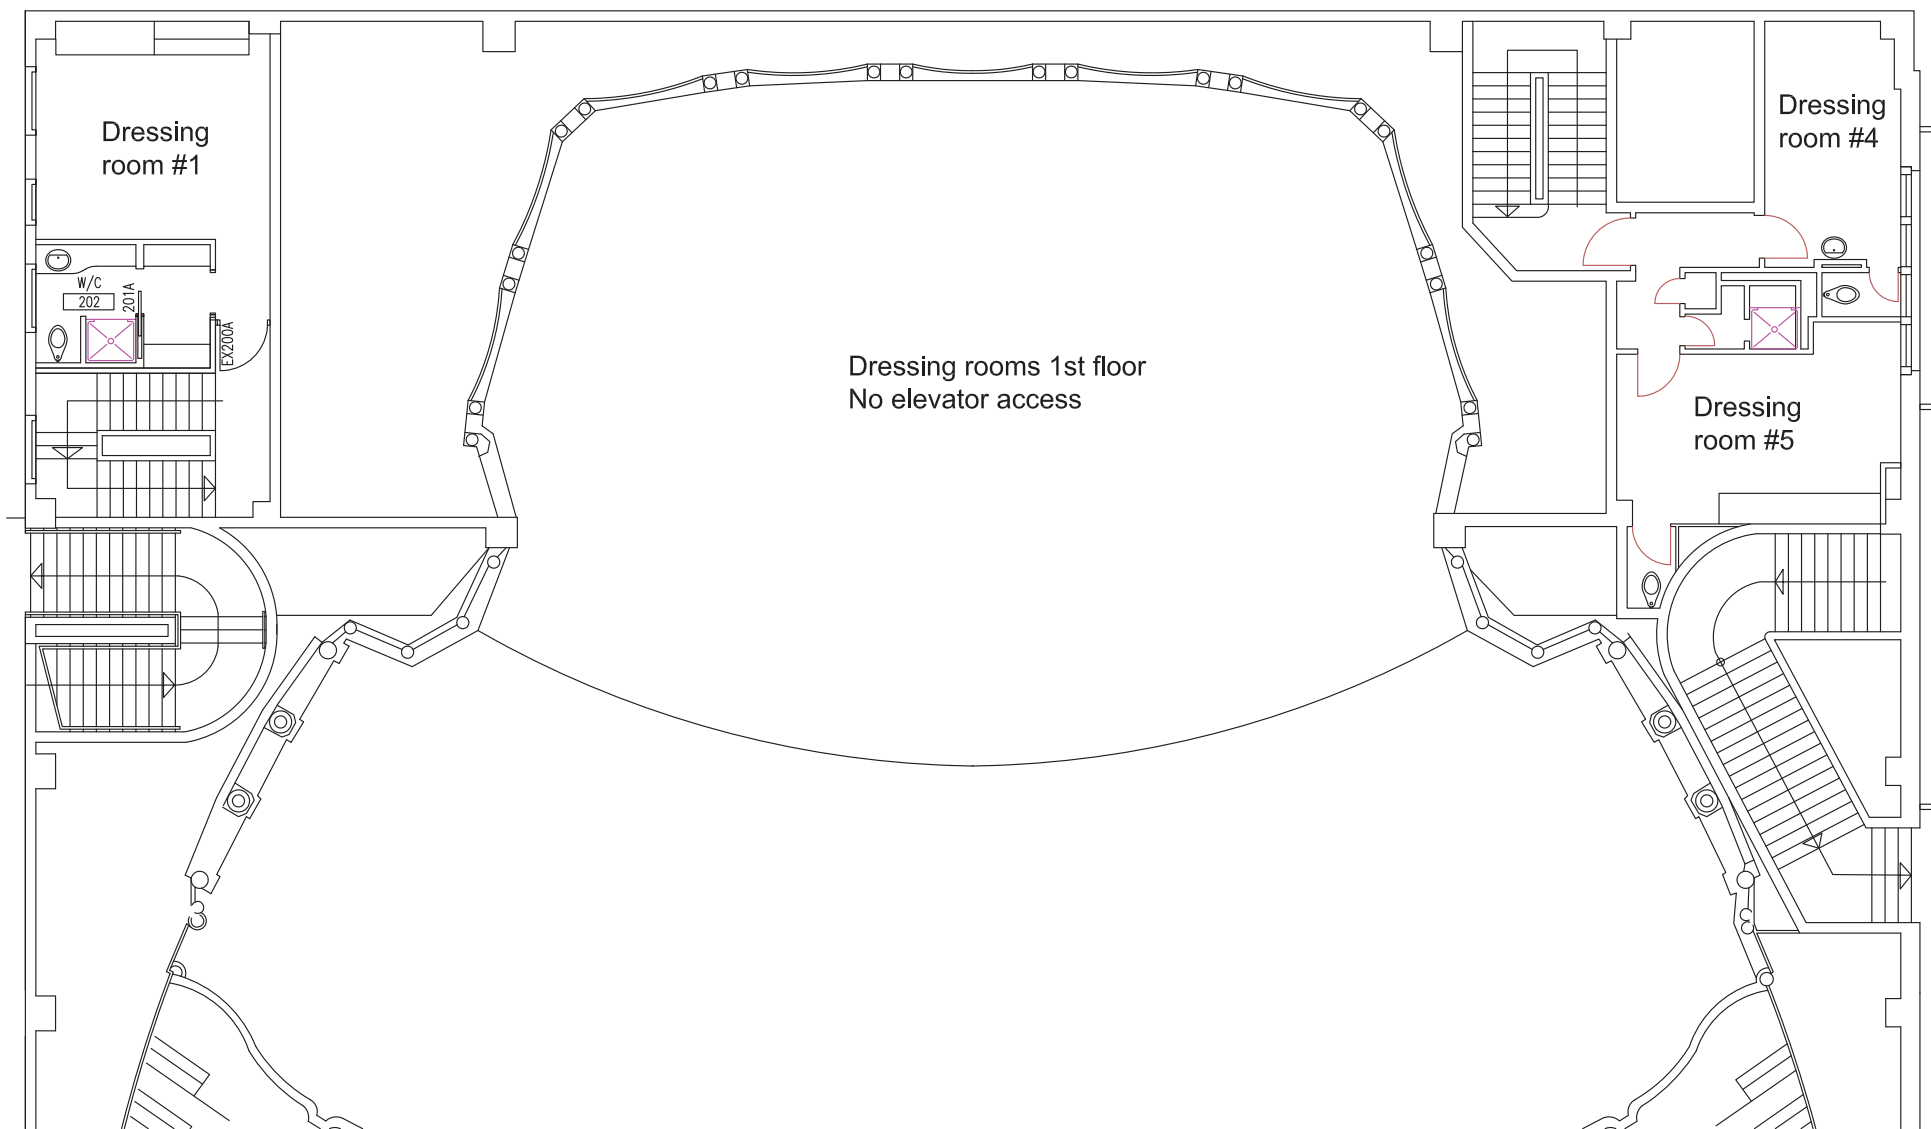 Dressing
room #1
W/C
202
201A
EX200A
Dressing rooms 1st floor
No elevator access
Dressing
room #4
Dressing
room #5